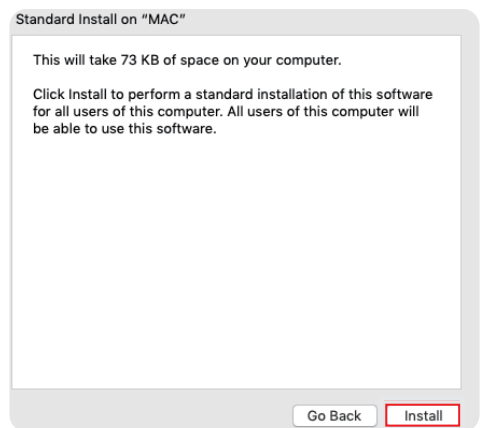 Standard Install on “MAC”
This will take 73 KB of space on your computer.
Click Install to perform a standard installation of this software
for all users of this computer. All users of this computer will
be able to use this software.
Go Back
Install